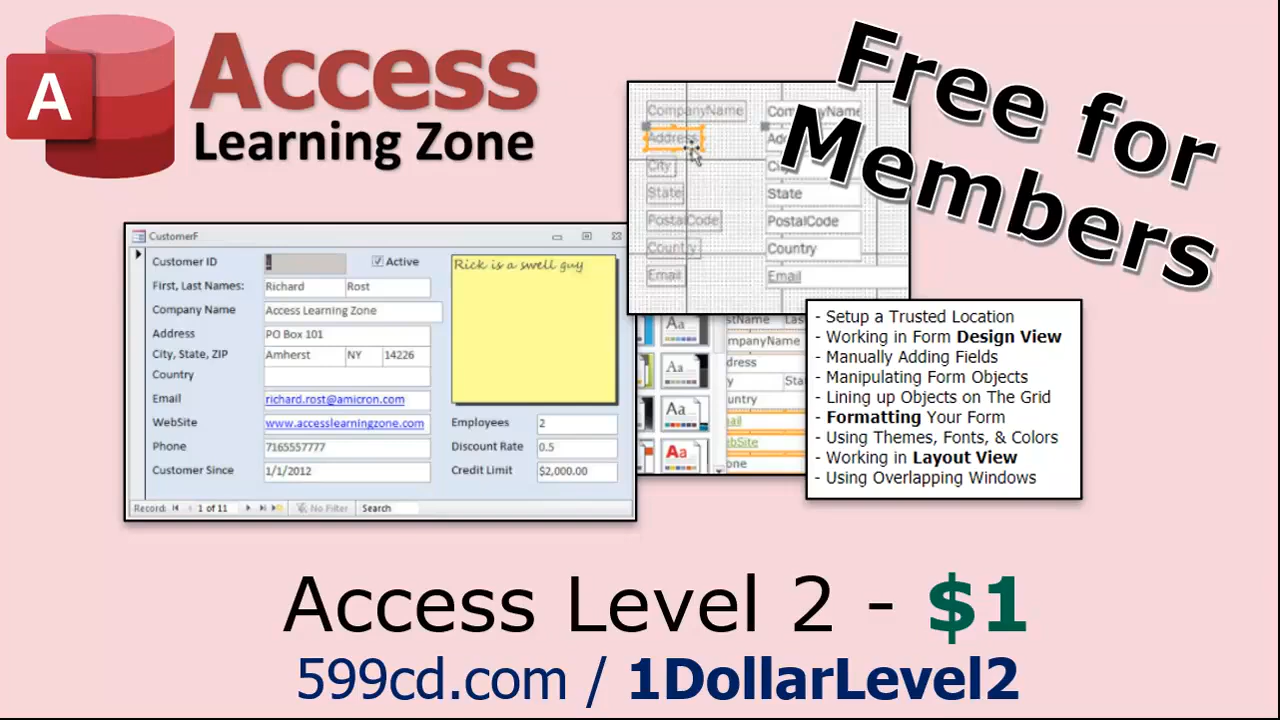 A
Access
Learning Zone
Free for
Members
CompanyName CompanyName
Address
City
State State
PostalCode PostalCode
Country Country
Email Email
CustomerF
Customer ID Active
First, Last Names: Richard Rost
Company Name Access Learning Zone
Address PO Box 101
City, State, ZIP Amherst NY 14226
Country
Email richard.rost@amicron.com
WebSite www.accesslearningzone.com
Phone 7165557777
Customer Since 1/1/2012
Rick is a swell guy
Employees 2
Discount Rate 0.5
Credit Limit $2,000.00
Record: 1 of 11 No Filter Search
Aa
Aa
Aa
Aa
- Setup a Trusted Location
- Working in Form Design View
- Manually Adding Fields
- Manipulating Form Objects
- Lining up Objects on The Grid
- Formatting Your Form
- Using Themes, Fonts, & Colors
- Working in Layout View
- Using Overlapping Windows
Access Level 2 - $1
599cd.com / 1DollarLevel2